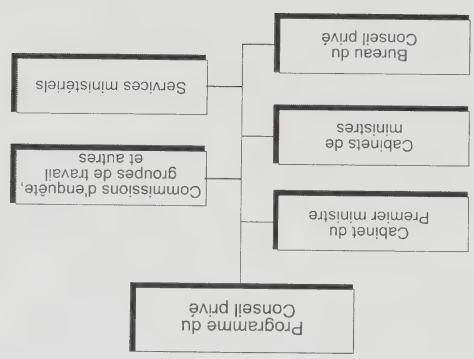 Programme du
Conseil privé
Cabinet du
Premier ministre
Commissions d'enquête,
groupes de travail
et autres
Cabinets de
ministres
Services ministériels
Bureau du
Conseil privé